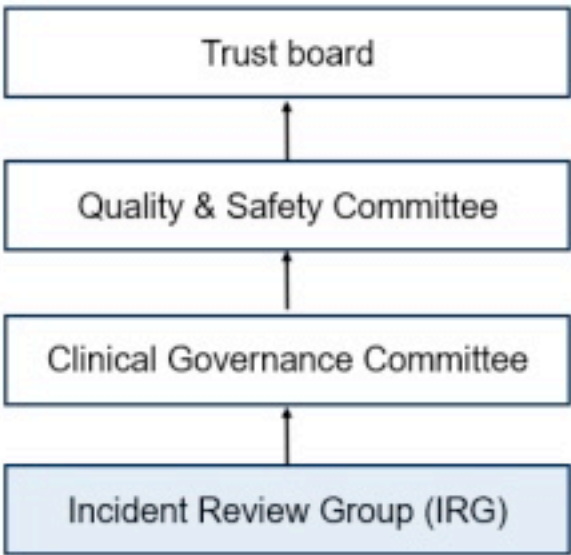 Trust board
Quality & Safety Committee
Clinical Governance Committee
Incident Review Group (IRG)